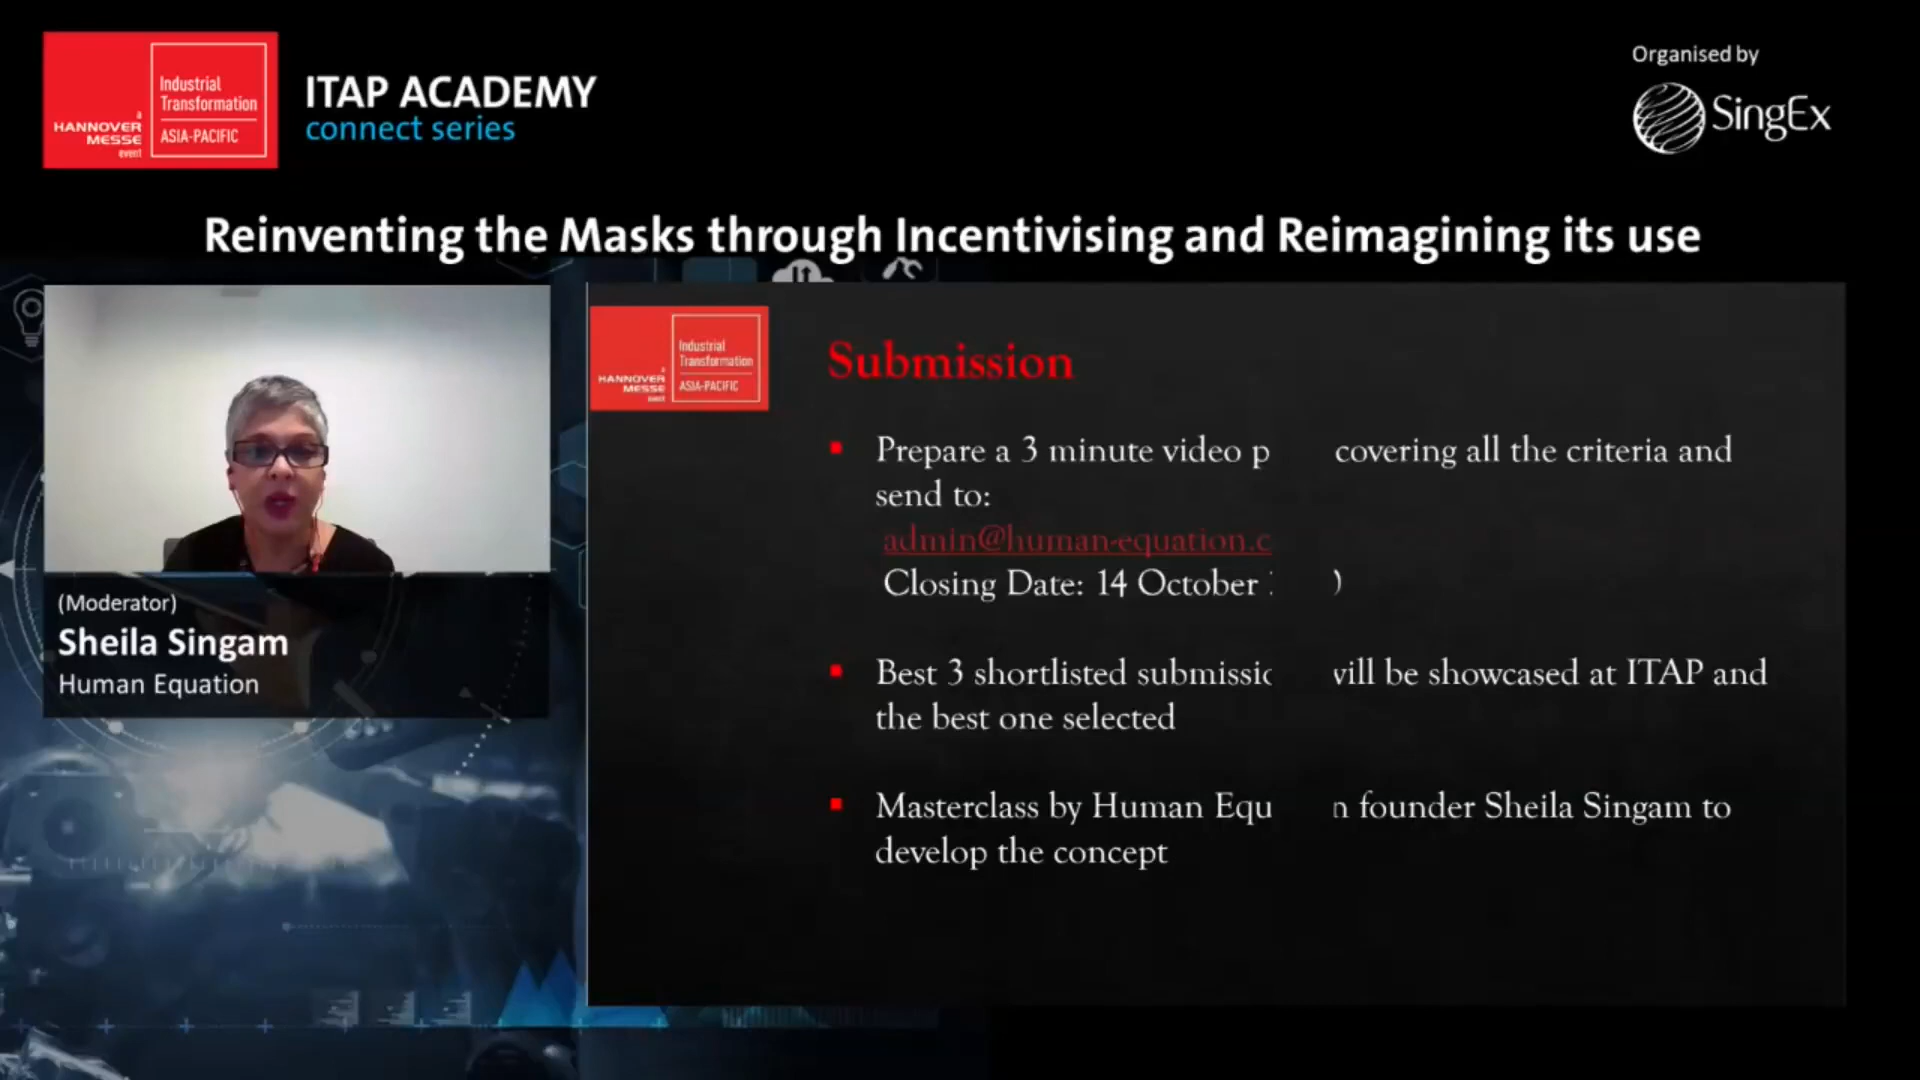 a
HANNOVER
MESSE
event
Industrial
Transformation
ASIA-PACIFIC
ITAP ACADEMY
connect series
Organised by
SingEx
Reinventing the Masks through Incentivising and Reimagining its use
(Moderator)
Sheila Singam
Human Equation
a
HANNOVER
MESSE
event
Industrial
Transformation
ASIA-PACIFIC
Submission
Prepare a 3 minute video covering all the criteria and
send to:
admin@human-equation.c
Closing Date: 14 October
Best 3 shortlisted be showcased at ITAP and
the best one selected
Masterclass by Human founder Sheila Singam to
develop the concept